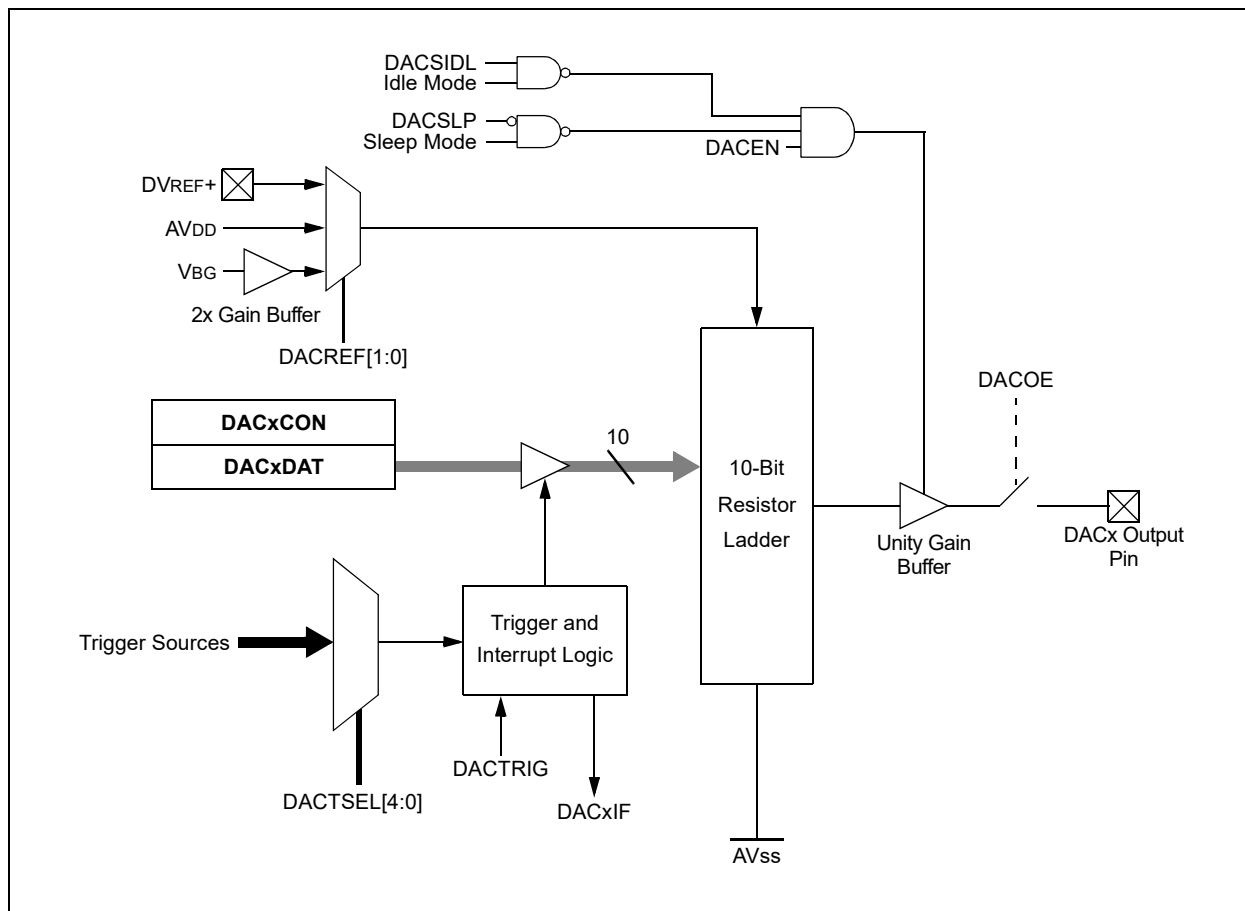 DACSIDL
Idle Mode
DACSLP
Sleep Mode
DACEN
DVREF+
AVDD
VBG
2x Gain Buffer
DACREF[1:0]
DACOE
DACxCON
DACxDAT
10
10-Bit
Resistor
Ladder
Unity Gain
Buffer
DACx Output
Pin
Trigger Sources
Trigger and
Interrupt Logic
DACTRIG
DACTSEL[4:0]
DACxIF
AVss